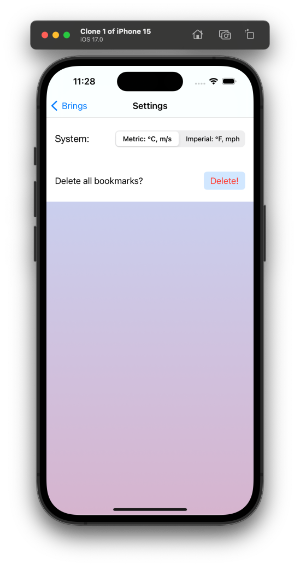 Clone 1 of iPhone 15
iOS 17.0
11:28
Brings
Settings
System:
Metric: °C, m/s
Imperial: °F, mph
Delete all bookmarks?
Delete!